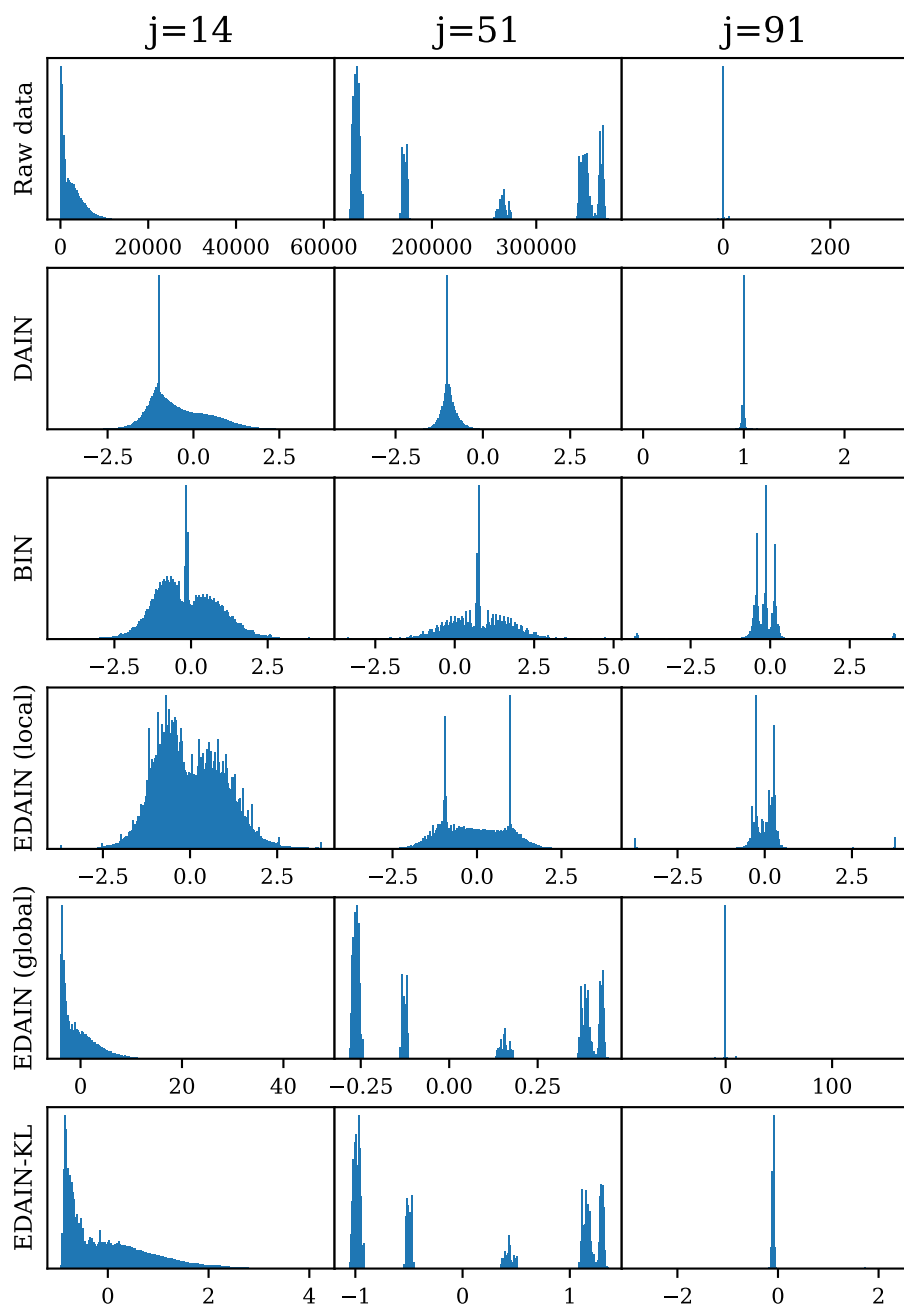 j=14 j=51 j=91
Raw data
0 20000 40000 60000 200000 300000 0 200
DAIN
−2.5 0.0 2.5 −2.5 0.0 2.5 0 1 2
BIN
−2.5 0.0 2.5 −2.5 0.0 2.5 5.0 −2.5 0.0 2.5
EDAIN (local)
−2.5 0.0 2.5 −2.5 0.0 2.5 −2.5 0.0 2.5
EDAIN (global)
0 20 40 −0.25 0.00 0.25 0 100
EDAIN-KL
0 2 4 −1 0 1 −2 0 2